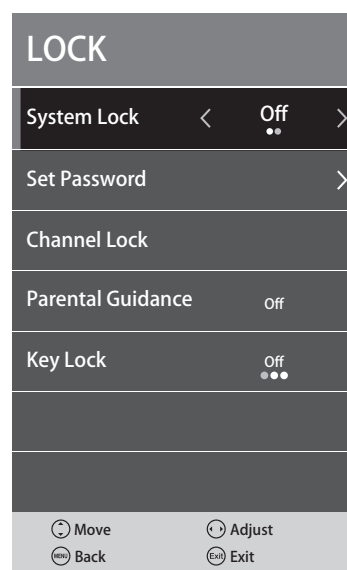 LOCK
System Lock < Off >
Set Password >
Channel Lock
Parental Guidance Off
Key Lock Off
Move Adjust
MENU Back Exit Exit